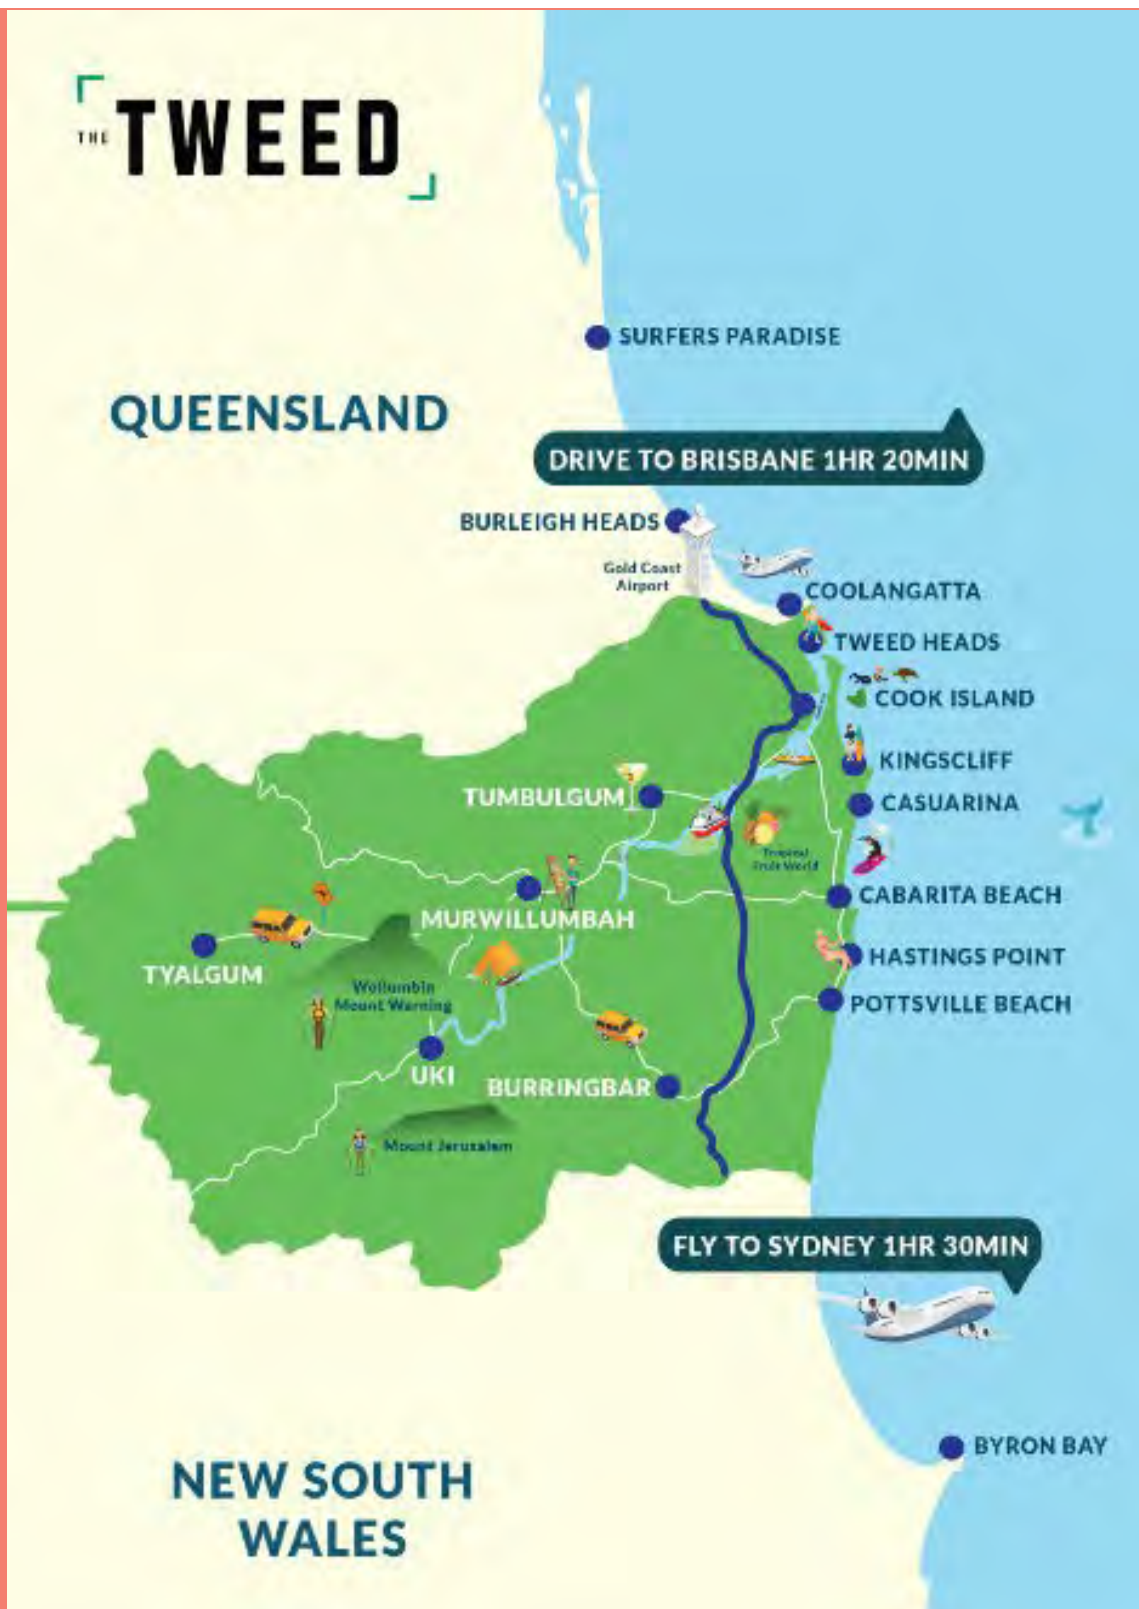 THE TWEED
SURFERS PARADISE
QUEENSLAND
DRIVE TO BRISBANE 1HR 20MIN
BURLEIGH HEADS
Gold Coast
Airport
COOLANGATTA
TWEED HEADS
COOK ISLAND
KINGSCLIFF
TUMBULGUM
CASUARINA
Tropical
Fruit World
CABARITA BEACH
MURWILLUMBAH
HASTINGS POINT
TYALGUM
Wollumbin
Mount Warning
POTTSVILLE BEACH
UKI
BURRINGBAR
Mount Jerusalem
FLY TO SYDNEY 1HR 30MIN
BYRON BAY
NEW SOUTH
WALES